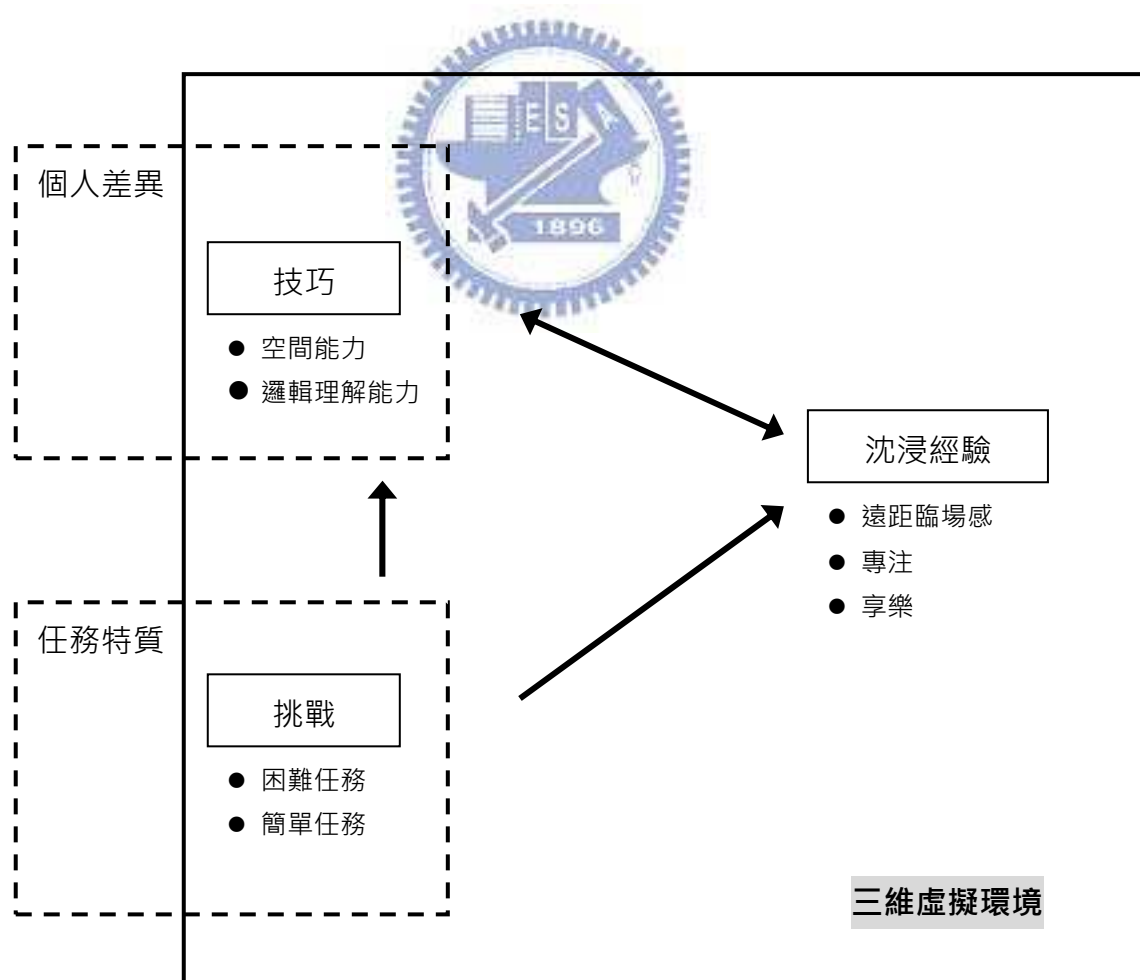 ES
A
1896
個人差異
技巧
● 空間能力
● 邏輯理解能力
沈浸經驗
● 遠距臨場感
● 專注
● 享樂
任務特質
挑戰
● 困難任務
● 簡單任務
三維虛擬環境